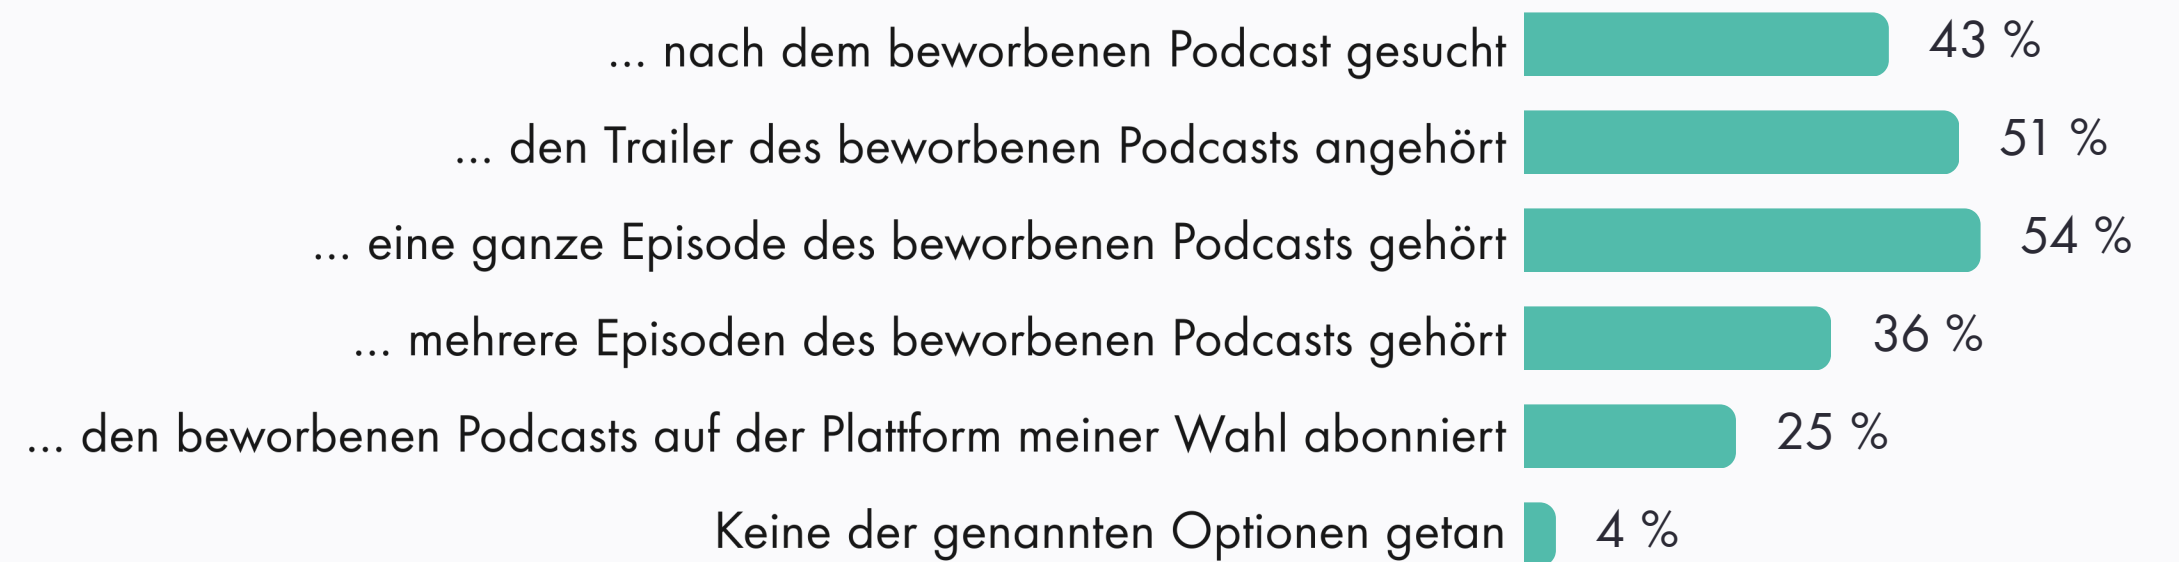 ... nach dem beworbenen Podcast gesucht 43 %
... den Trailer des beworbenen Podcasts angehört 51 %
... eine ganze Episode des beworbenen Podcasts gehört 54 %
... mehrere Episoden des beworbenen Podcasts gehört 36 %
... den beworbenen Podcasts auf der Plattform meiner Wahl abonniert 25 %
Keine der genannten Optionen getan 4 %